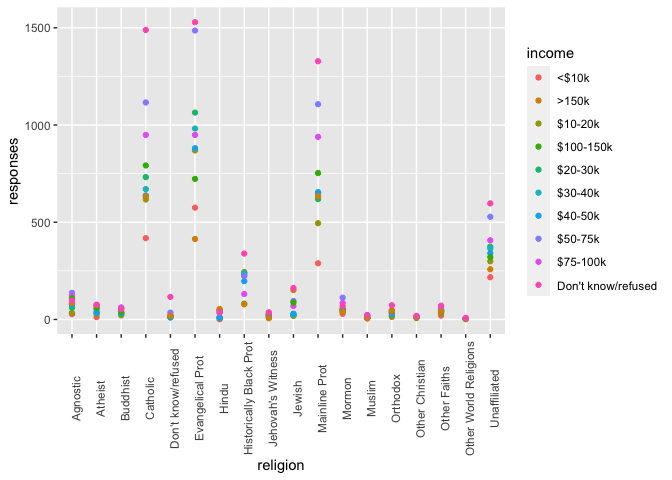 1500
1000
500
0
responses
Agnostic
Atheist
Buddhist
Catholic
Don't know/refused
Evangelical Prot
Hindu
Historically Black Prot
Jehovah's Witness
Jewish
Mainline Prot
Mormon
Muslim
Orthodox
Other Christian
Other Faiths
Other World Religions
Unaffiliated
religion
income
<$10k
>150k
$10-20k
$100-150k
$20-30k
$30-40k
$40-50k
$50-75k
$75-100k
Don't know/refused